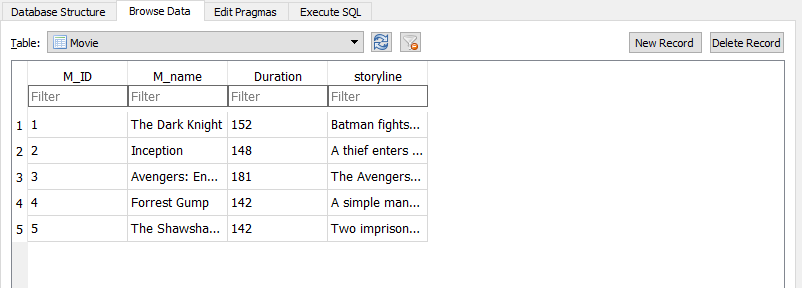 Database Structure Browse Data Edit Pragmas Execute SQL
Table: Movie New Record Delete Record
M_ID M_name Duration storyline
Filter Filter Filter Filter
1 1 The Dark Knight 152 Batman fights...
2 2 Inception 148 A thief enters ...
3 3 Avengers: En... 181 The Avengers...
4 4 Forrest Gump 142 A simple man...
5 5 The Shawsha... 142 Two imprison...